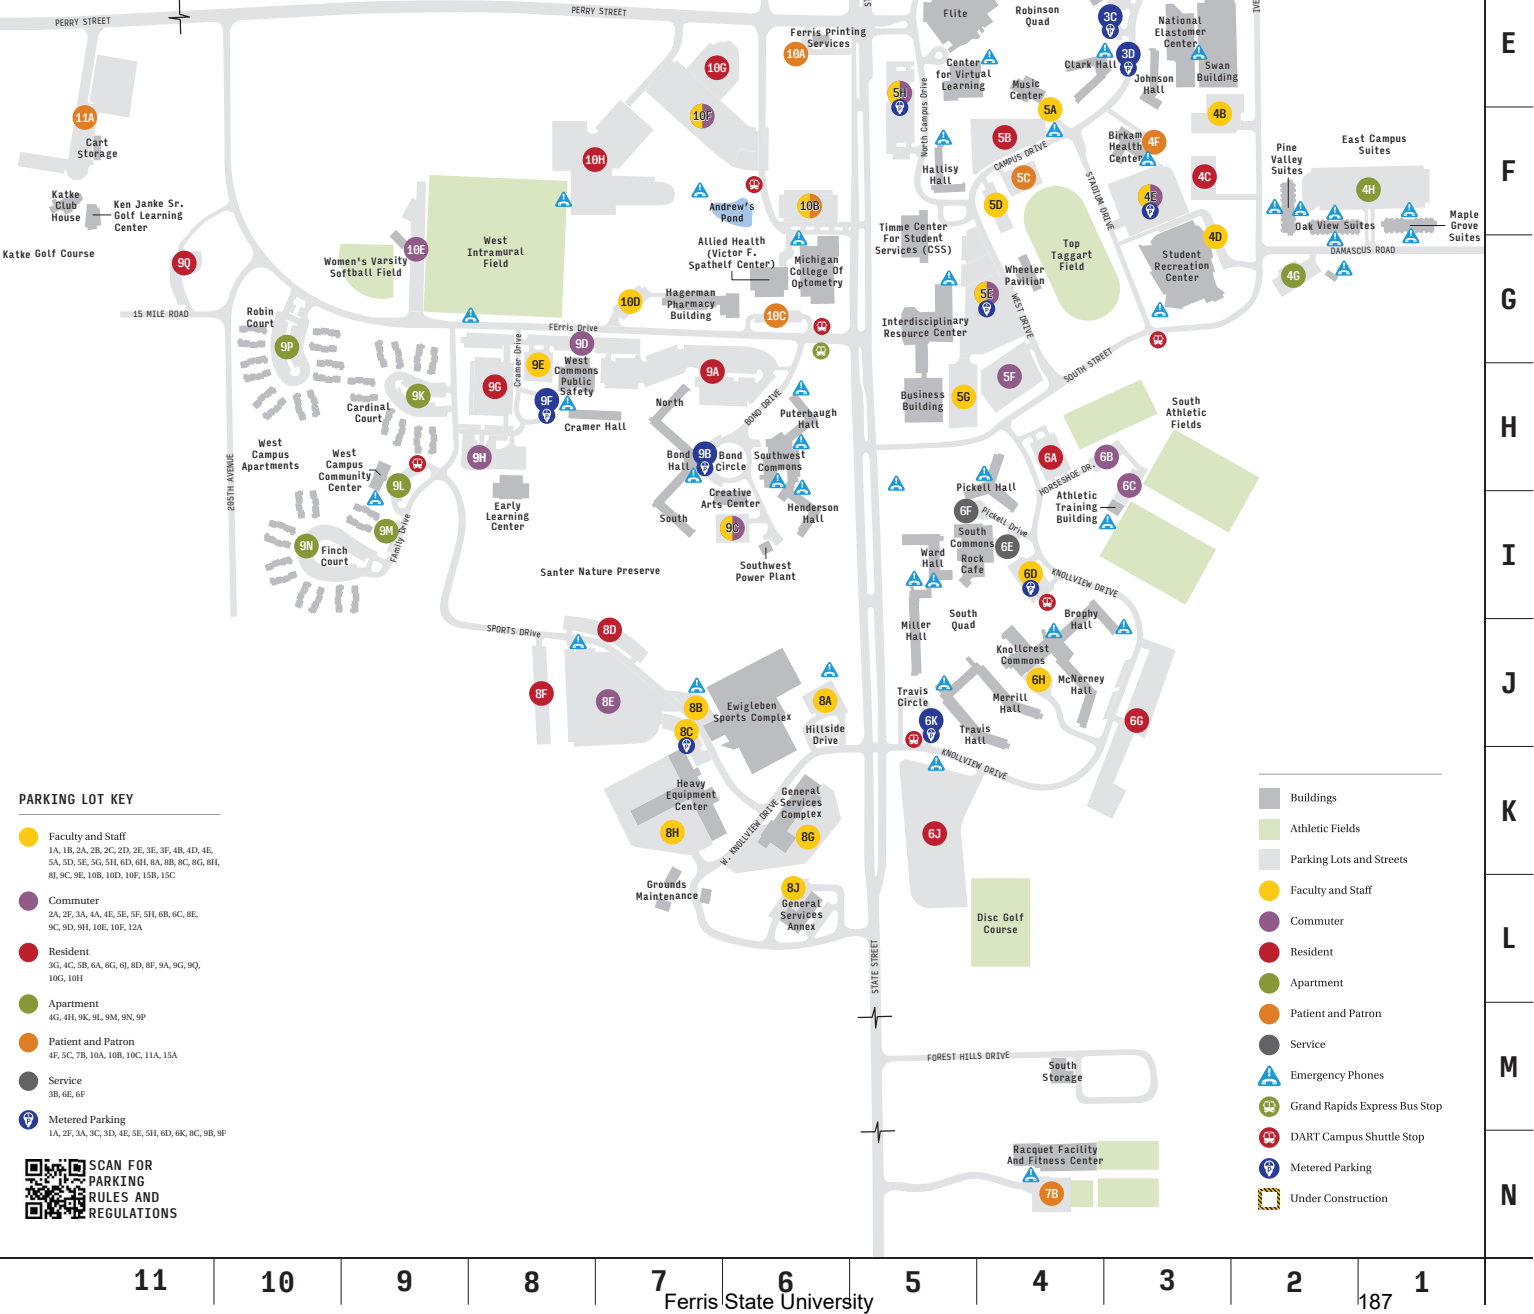 PERRY STREET
PERRY STREET
Ferris Printing
Services
10A
10G
10F
10H
11A
Cart
Storage
Katke
Club
House
Ken Janke Sr.
Golf Learning
Center
Katke Golf Course
9Q
15 MILE ROAD
205TH AVENUE
Women's Varsity
Softball Field
10E
West
Intramural
Field
Andrew's
Pond
10B
Allied Health
(Victor F.
Spathelf Center)
Michigan
College Of
Optometry
10D
Hagerman
Pharmacy
Building
10C
Robin
Court
9P
FErris Drive
9D
Cramer Drive
9E
West
Commons
Public
Safety
9G
9F
Cramer Hall
9A
North
BOND DRIVE
Puterbaugh
Hall
9K
Cardinal
Court
West
Campus
Apartments
West
Campus
Community
Center
9L
9H
Early
Learning
Center
9B
Bond
Hall
Bond
Circle
Southwest
Commons
Creative
Arts Center
South
9C
Henderson
Hall
Southwest
Power Plant
9M
FAmily Drive
9N
Finch
Court
Santer Nature Preserve
SPORTS DRive
8D
8F
8E
8B
8C
Ewigleben
Sports Complex
8A
Hillside
Drive
Heavy
Equipment
Center
8H
General
Services
Complex
8G
W. KNOLLVIEW DRIVE
Grounds
Maintenance
8J
General
Services
Annex
STATE STREET
ST
IVE
Flite
Robinson
Quad
3C
National
Elastomer
Center
3D
Clark Hall
Johnson
Hall
Swan
Building
Center
for Virtual
Learning
Music
Center
5H
North Campus Drive
5A
4B
5B
CAMPUS DRIVE
Birkam
Health
Center
4F
Hallisy
Hall
5C
5D
STADIUM DRIVE
4C
4E
4D
Pine
Valley
Suites
East Campus
Suites
4H
Oak View Suites
Maple
Grove
Suites
DAMASCUS ROAD
4G
Timme Center
For Student
Services (CSS)
Top
Taggart
Field
Student
Recreation
Center
Wheeler
Pavilion
5E
WEST DRIVE
Interdisciplinary
Resource Center
5F
SOUTH STREET
Business
Building
5G
South
Athletic
Fields
6A
6B
HORSESHOE DR.
6C
Pickell Hall
Athletic
Training
Building
6F
Pickell Drive
South
Commons
6E
Rock
Cafe
Ward
Hall
6D
KNOLLVIEW DRIVE
South
Quad
Miller
Hall
Brophy
Hall
Knollcrest
Commons
6H
McNerney
Hall
Merrill
Hall
Travis
Circle
6K
Travis
Hall
6G
KNOLLVIEW DRIVE
6J
Disc Golf
Course
FOREST HILLS DRIVE
South
Storage
Racquet Facility
And Fitness Center
7B
PARKING LOT KEY
Faculty and Staff
1A, 1B, 2A, 2B, 2C, 2D, 2E, 3E, 3F, 4B, 4D, 4E,
5A, 5D, 5E, 5G, 5H, 6D, 6H, 8A, 8B, 8C, 8G, 8H,
8J, 9C, 9E, 10B, 10D, 10F, 15B, 15C
Commuter
2A, 2F, 3A, 4A, 4E, 5E, 5F, 5H, 6B, 6C, 8E,
9C, 9D, 9H, 10E, 10F, 12A
Resident
3G, 4C, 5B, 6A, 6G, 6J, 8D, 8F, 9A, 9G, 9Q,
10G, 10H
Apartment
4G, 4H, 9K, 9L, 9M, 9N, 9P
Patient and Patron
4F, 5C, 7B, 10A, 10B, 10C, 11A, 15A
Service
3B, 6E, 6F
Metered Parking
1A, 2F, 3A, 3C, 3D, 4E, 5E, 5H, 6D, 6K, 8C, 9B, 9F
SCAN FOR
PARKING
RULES AND
REGULATIONS
Buildings
Athletic Fields
Parking Lots and Streets
Faculty and Staff
Commuter
Resident
Apartment
Patient and Patron
Service
Emergency Phones
Grand Rapids Express Bus Stop
DART Campus Shuttle Stop
Metered Parking
Under Construction
E
F
G
H
I
J
K
L
M
N
11 10 9 8 7 6 5 4 3 2 1
Ferris State University 187